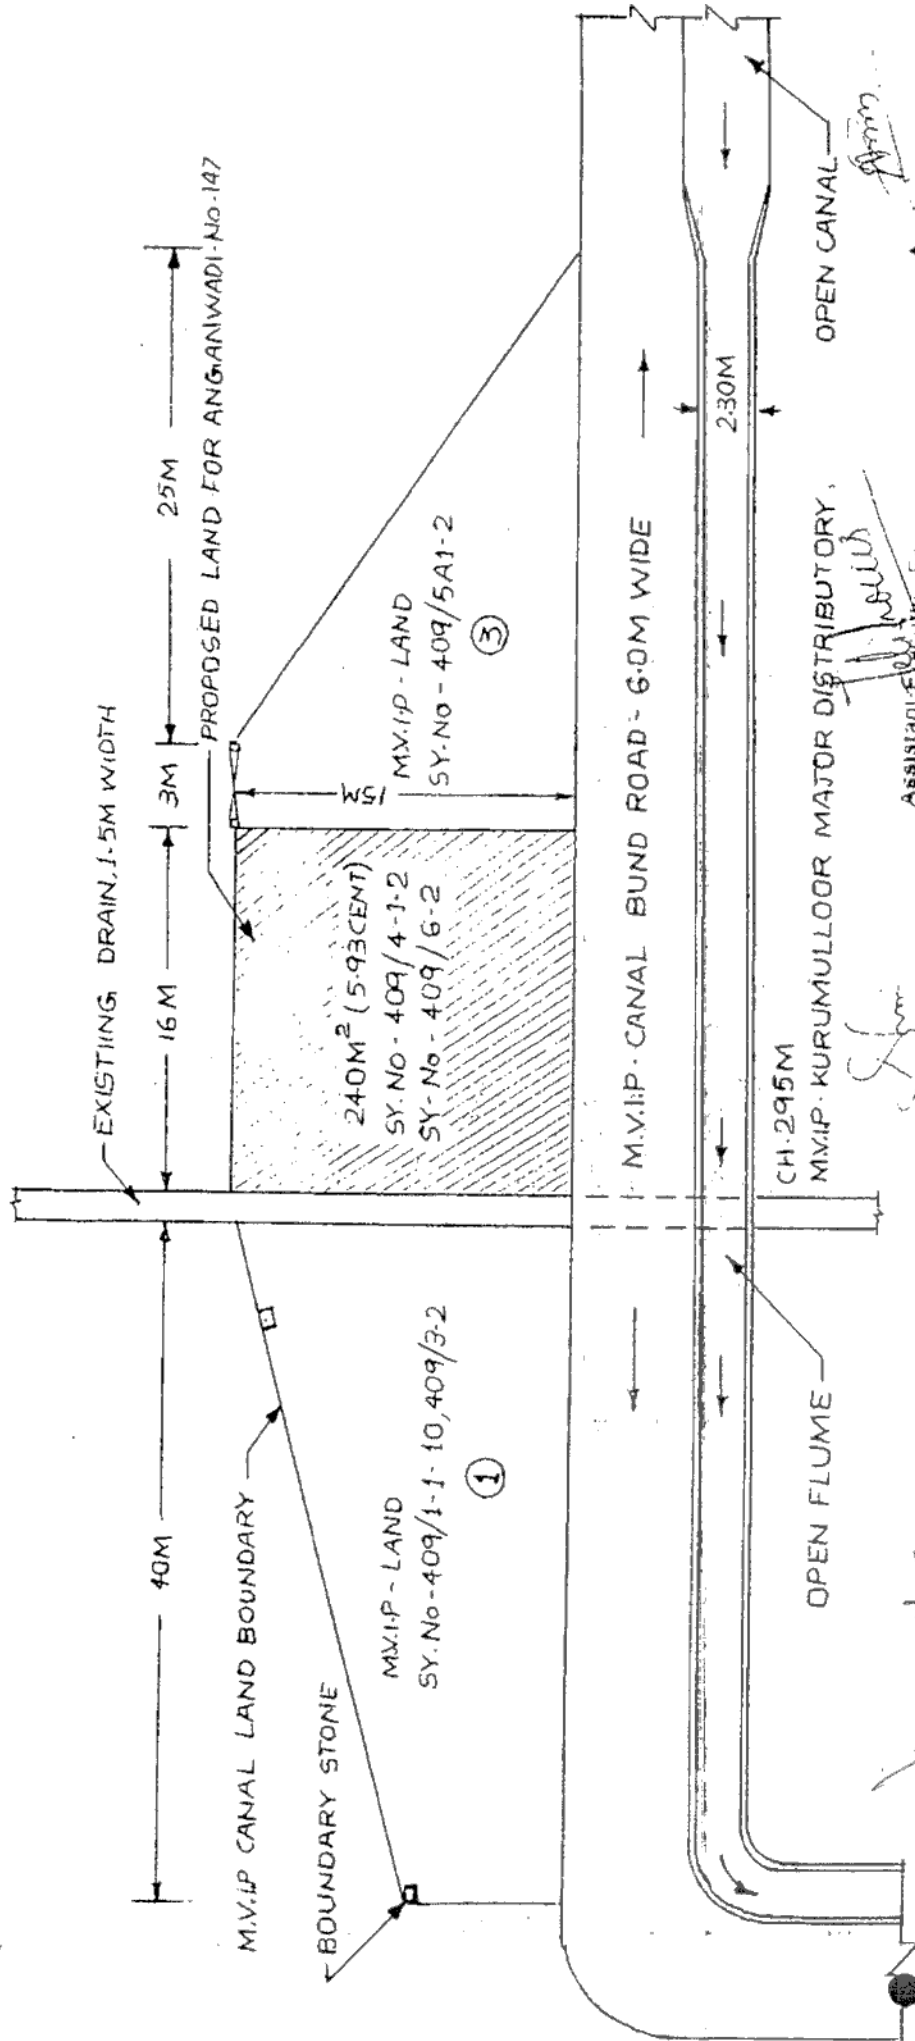 EXISTIING DRAIN, 1.5M WIDTH
40M
16M
3M
25M
PROPOSED LAND FOR ANGANWADI-No-147
M.V.I.P CANAL LAND BOUNDARY
BOUNDARY STONE
M.V.I.P - LAND
SY.No-409/1-1-10,409/3-2
1
240M² (5.93CENT)
SY.No-409/4-1-2
SY-No-409/6-2
15M
M.V.I.P - LAND
SY.No-409/5A1-2
3
M.V.I.P. CANAL BUND ROAD - 6.0M WIDE
2.30M
OPEN FLUME
CH.295M
M.V.I.P. KURUMULLOOR MAJOR DISTRIBUTORY.
OPEN CANAL
Assistant